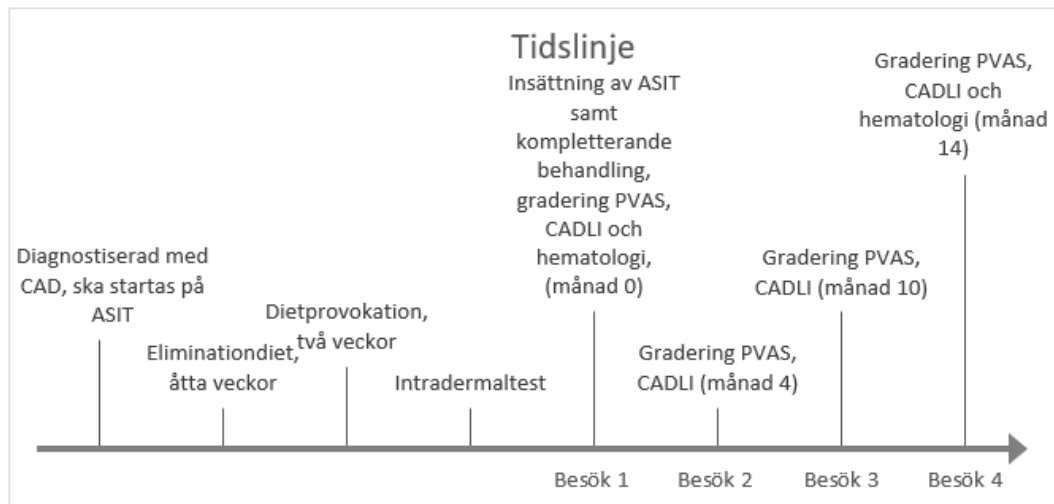 Tidslinje
Diagnostiserad med
CAD, ska startas på
ASIT
Eliminationdiet,
åtta veckor
Dietprovokation,
två veckor
Intradermaltest
Insättning av ASIT
samt
kompletterande
behandling,
gradering PVAS,
CADLI och
hematologi,
(månad 0)
Gradering PVAS,
CADLI (månad 4)
Gradering PVAS,
CADLI (månad 10)
Gradering PVAS,
CADLI och
hematologi (månad
14)
Besök 1
Besök 2
Besök 3
Besök 4